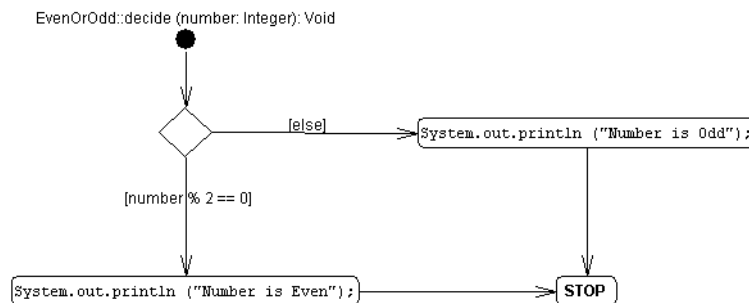 EvenOrOdd::decide (number: Integer): Void
[else]
System.out.println ("Number is Odd");
[number % 2 == 0]
System.out.println ("Number is Even");
STOP